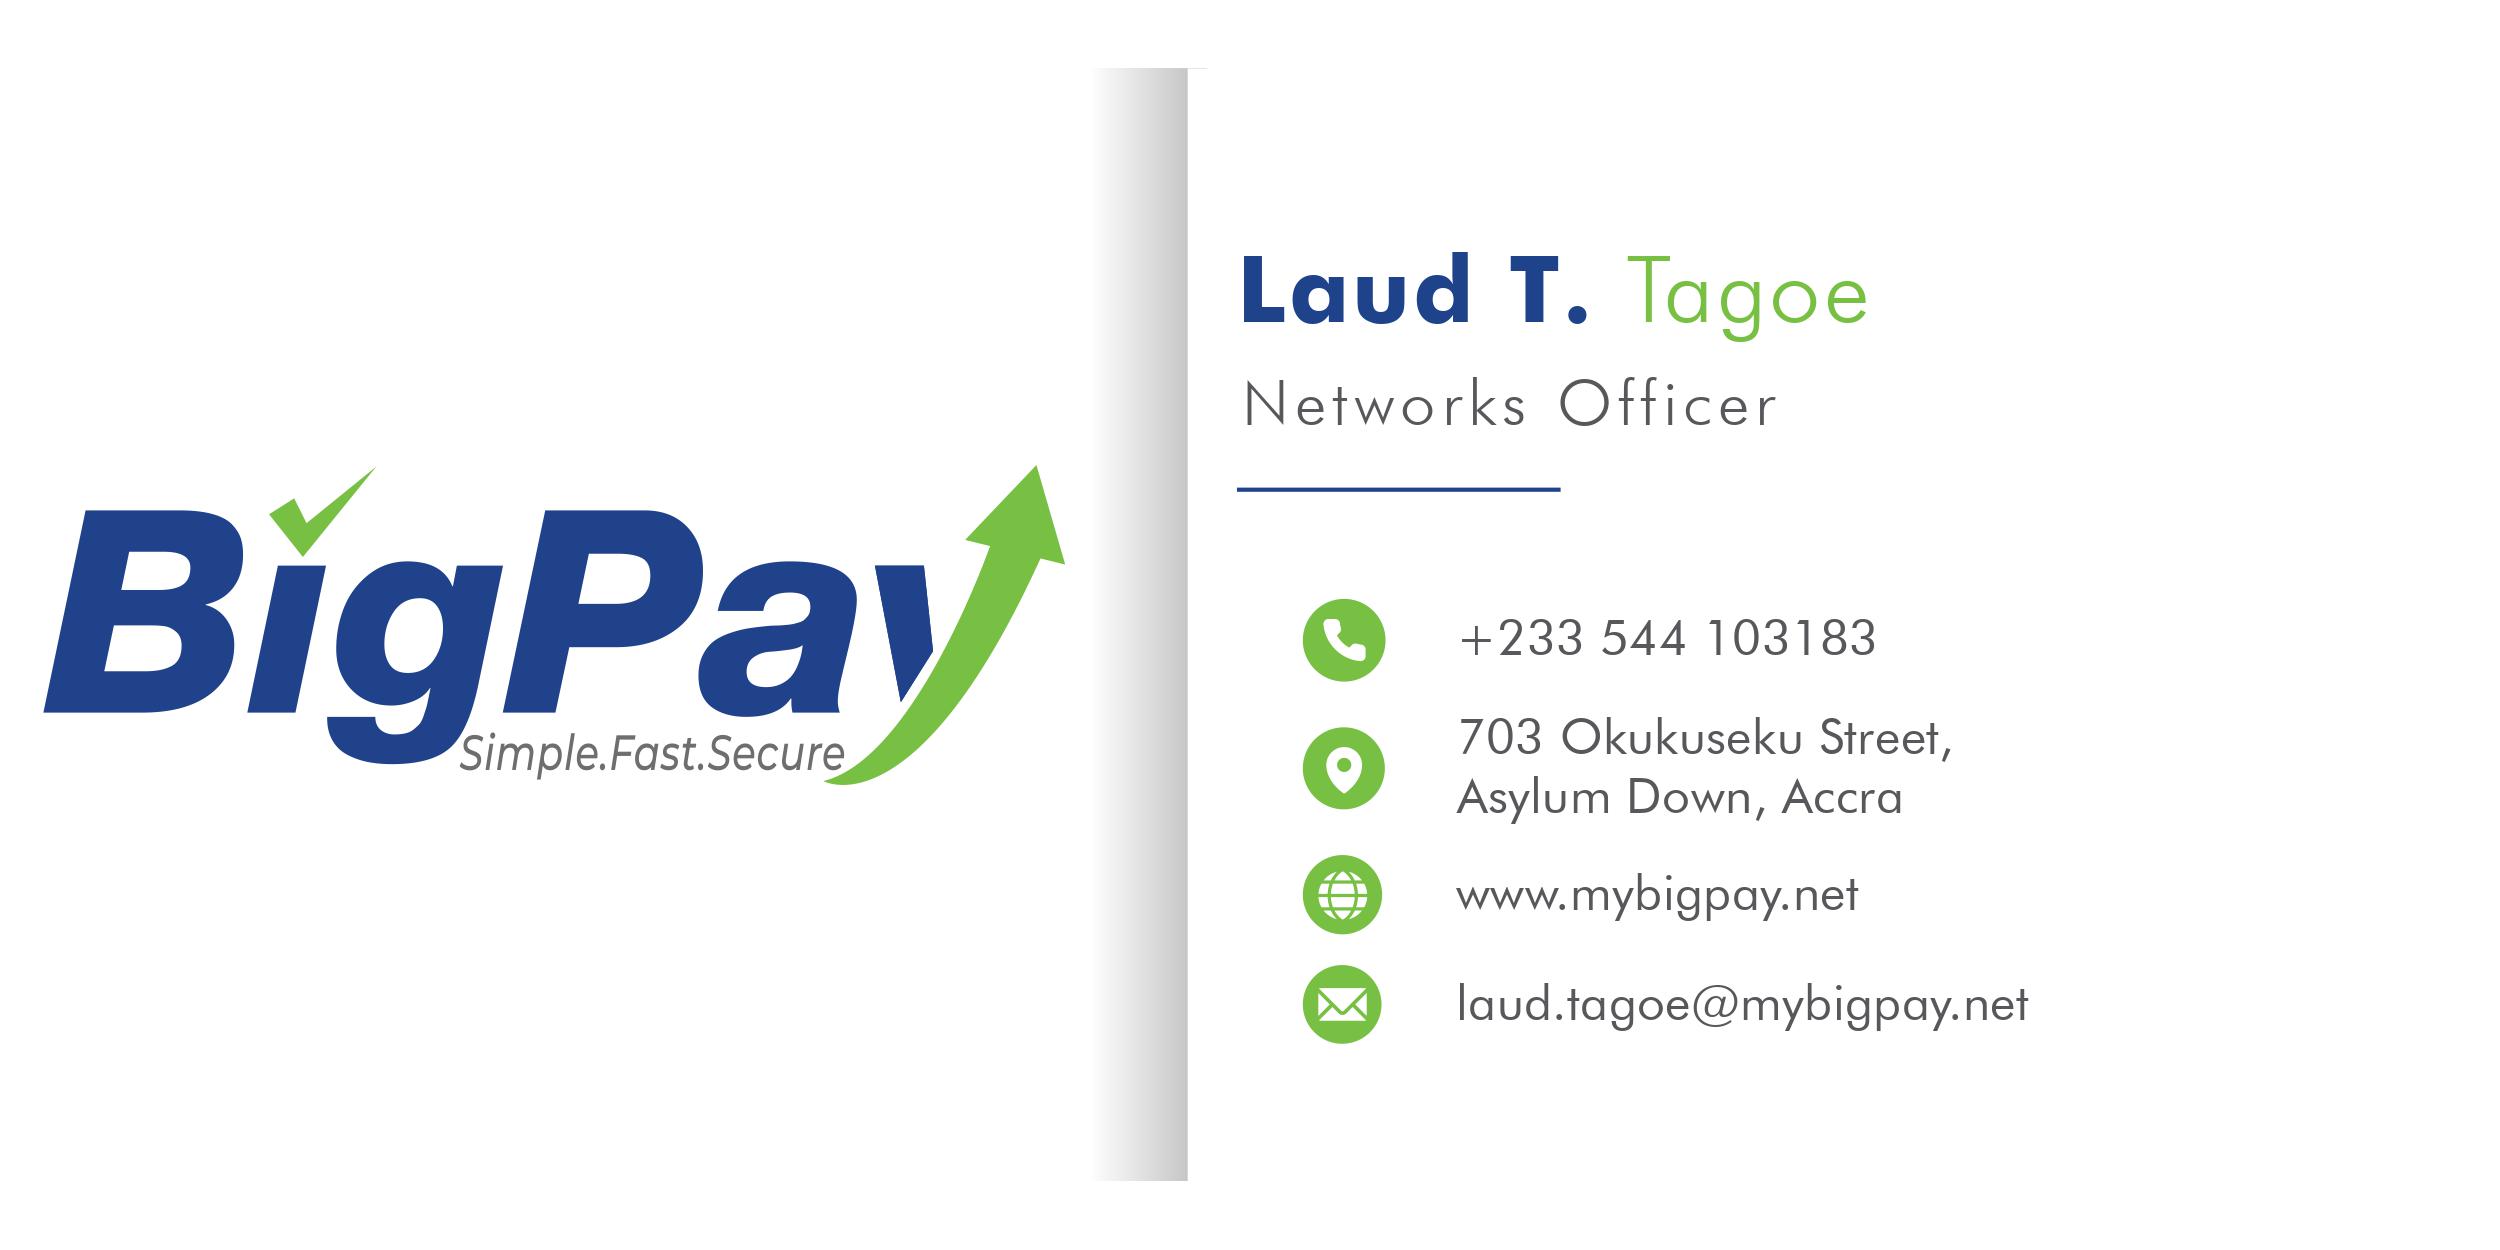 BigPay
Simple.Fast.Secure
Laud T. Tagoe
Networks Officer
+233 544 103183
703 Okukuseku Street,
Asylum Down, Accra
www.mybigpay.net
laud.tagoe@mybigpay.net